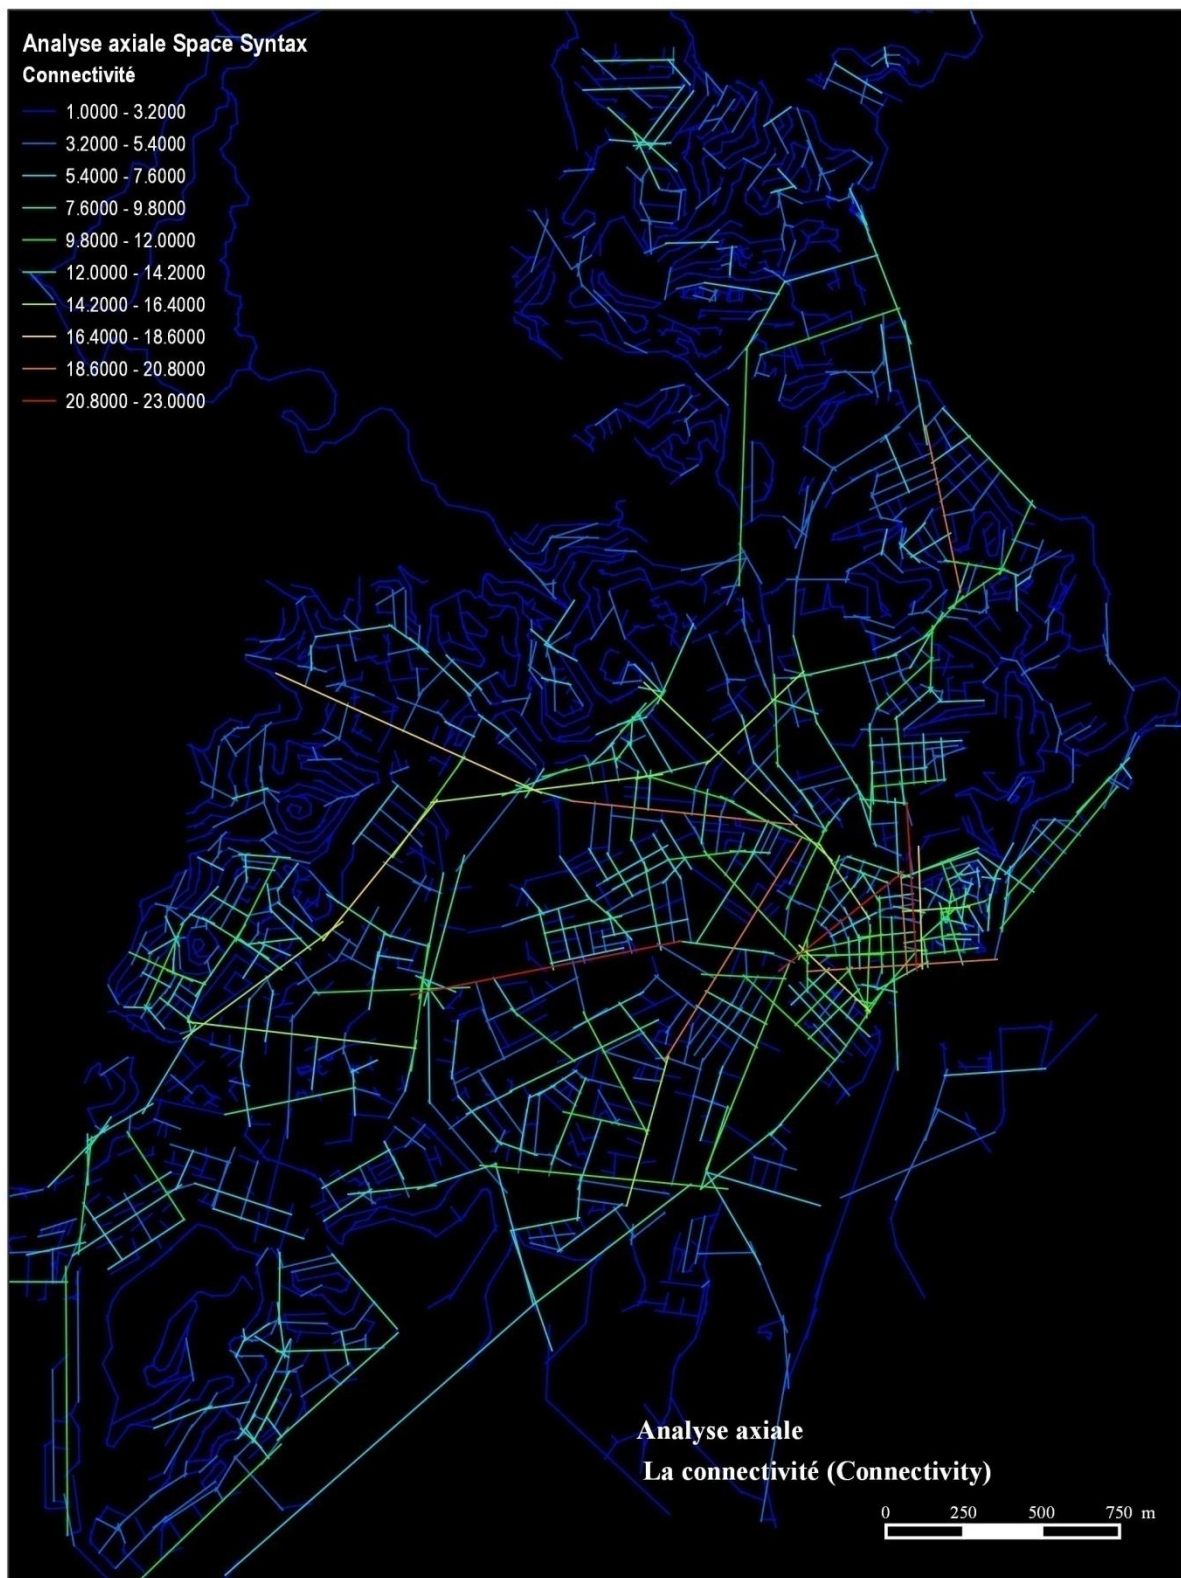 Analyse axiale Space Syntax
Connectivité
1.0000 - 3.2000
3.2000 - 5.4000
5.4000 - 7.6000
7.6000 - 9.8000
9.8000 - 12.0000
12.0000 - 14.2000
14.2000 - 16.4000
16.4000 - 18.6000
18.6000 - 20.8000
20.8000 - 23.0000
Analyse axiale
La connectivité (Connectivity)
0 250 500 750 m